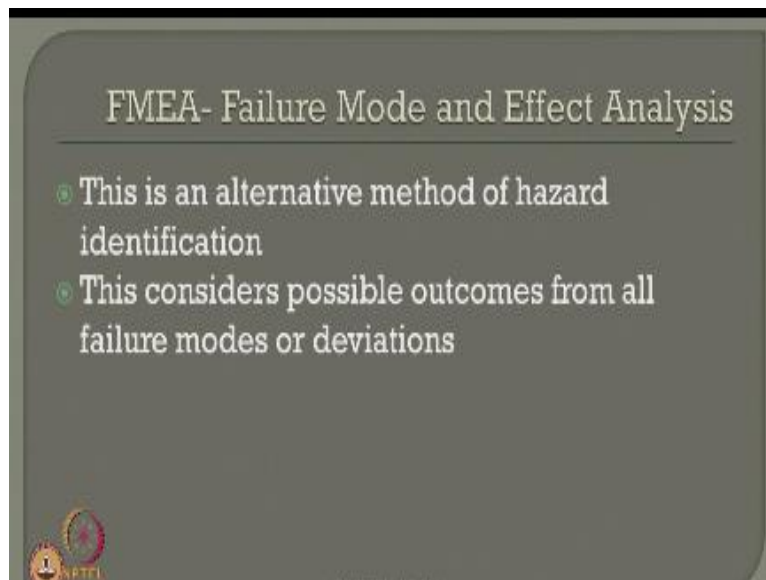 FMEA- Failure Mode and Effect Analysis
This is an alternative method of hazard
identification
This considers possible outcomes from all
failure modes or deviations
NPTEL